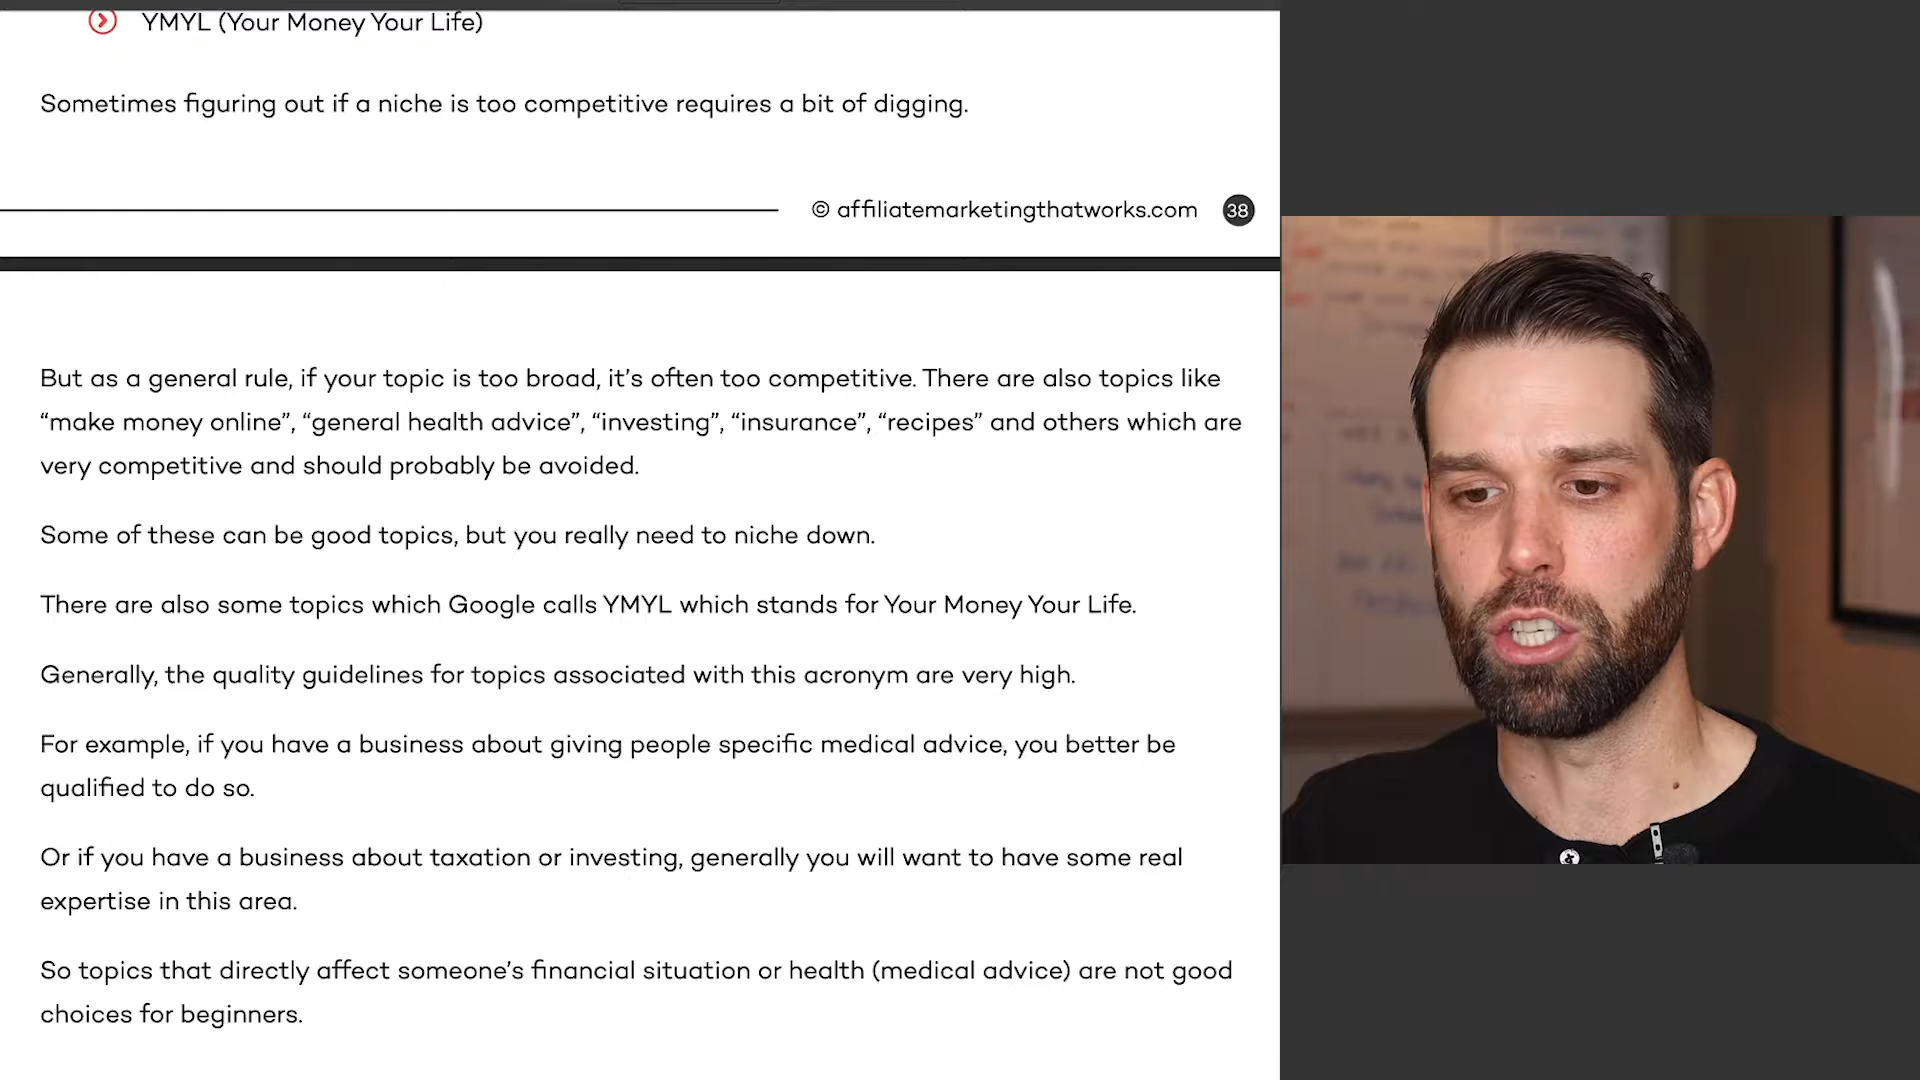 YMYL (Your Money Your Life)
Sometimes figuring out if a niche is too competitive requires a bit of digging.
© affiliatemarketingthatworks.com 38
But as a general rule, if your topic is too broad, it’s often too competitive. There are also topics like
“make money online”, “general health advice”, “investing”, “insurance”, “recipes” and others which are
very competitive and should probably be avoided.
Some of these can be good topics, but you really need to niche down.
There are also some topics which Google calls YMYL which stands for Your Money Your Life.
Generally, the quality guidelines for topics associated with this acronym are very high.
For example, if you have a business about giving people specific medical advice, you better be
qualified to do so.
Or if you have a business about taxation or investing, generally you will want to have some real
expertise in this area.
So topics that directly affect someone’s financial situation or health (medical advice) are not good
choices for beginners.